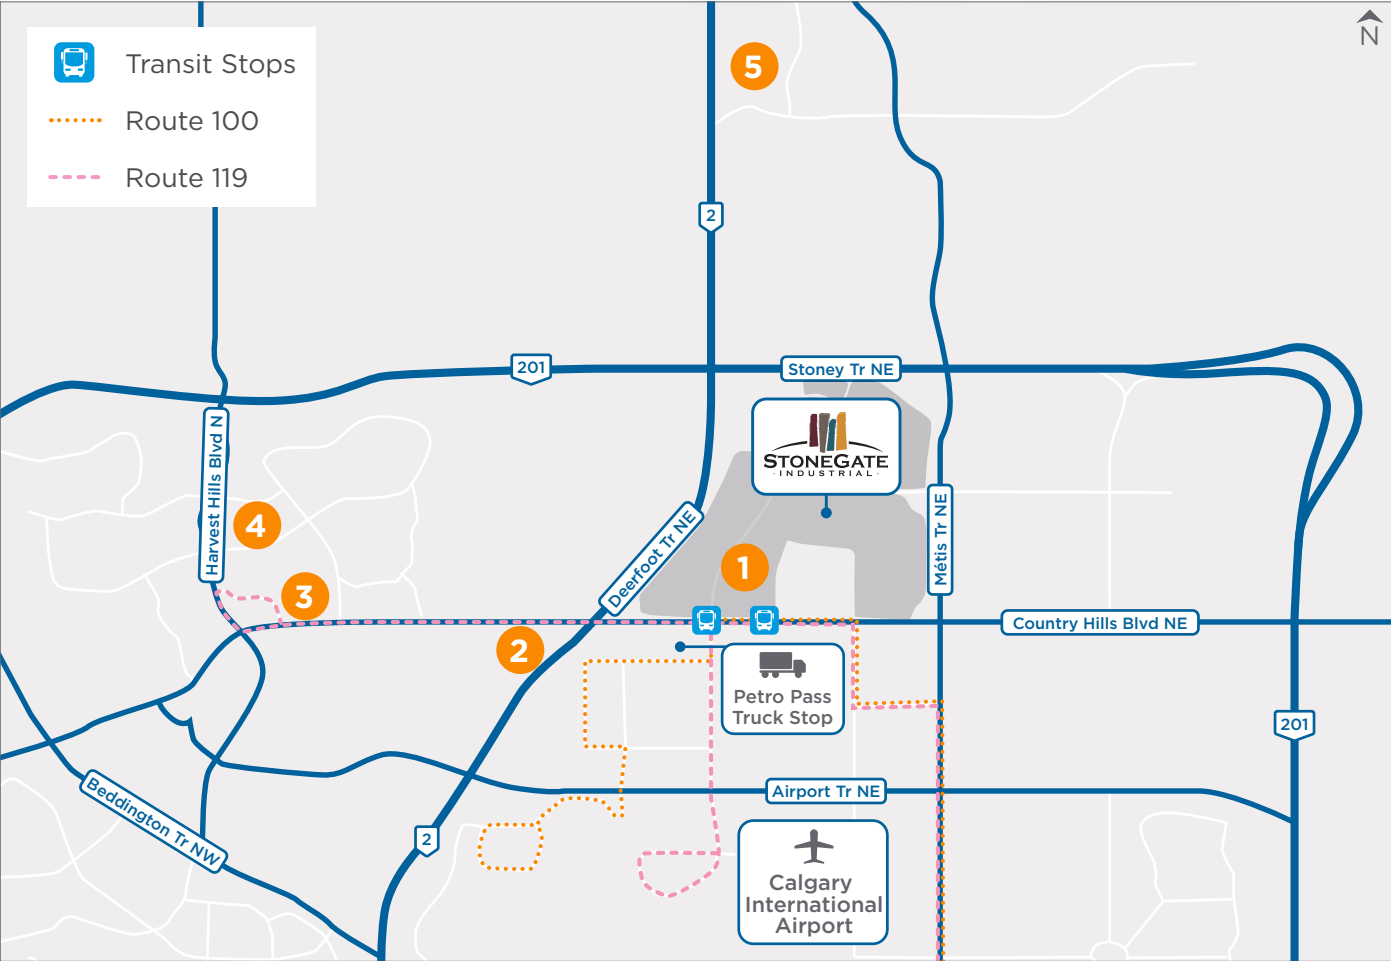 N
Transit Stops
Route 100
Route 119
5
2
201
Stoney Tr NE
Harvest Hills Blvd N
STONEGATE
· INDUSTRIAL ·
Métis Tr NE
Deerfoot Tr NE
4
1
3
2
Country Hills Blvd NE
Petro Pass
Truck Stop
201
Beddington Tr NW
Airport Tr NE
2
Calgary
International
Airport